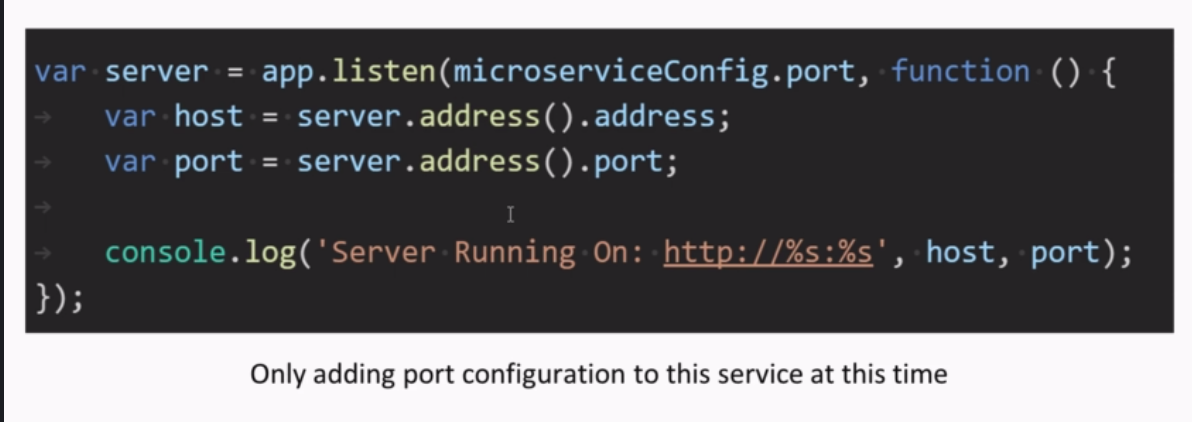 var server = app.listen(microserviceConfig.port, function () {
    var host = server.address().address;
    var port = server.address().port;

    console.log('Server Running On: http://%s:%s', host, port);
});
Only adding port configuration to this service at this time